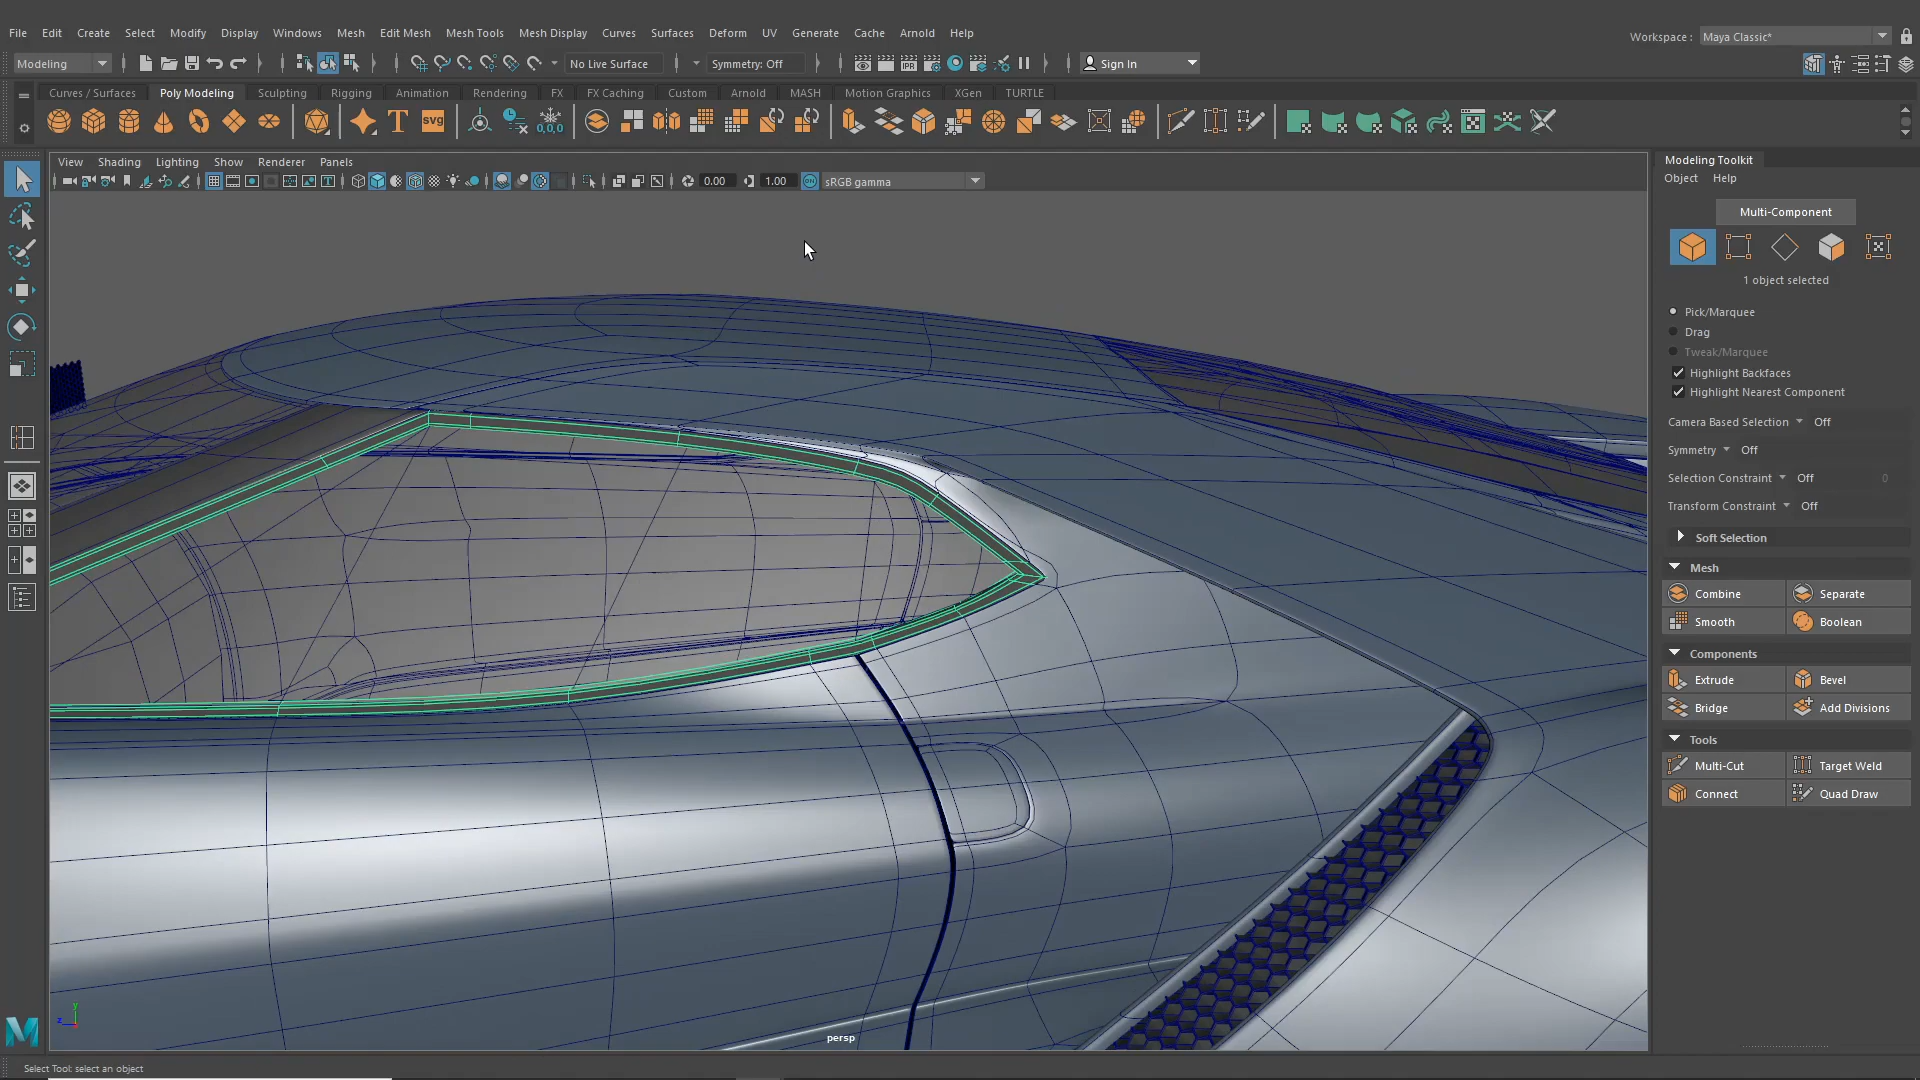 File Edit Create Select Modify Display Windows Mesh Edit Mesh Mesh Tools Mesh Display Curves Surfaces Deform UV Generate Cache Arnold Help
Workspace : Maya Classic*
Modeling No Live Surface Symmetry: Off Sign In
Curves / Surfaces Poly Modeling Sculpting Rigging Animation Rendering FX FX Caching Custom Arnold MASH Motion Graphics XGen TURTLE
T svg 0,0,0
View Shading Lighting Show Renderer Panels
0.00 1.00 sRGB gamma
Modeling Toolkit
Object Help
Multi-Component
1 object selected
Pick/Marquee
Drag
Tweak/Marquee
Highlight Backfaces
Highlight Nearest Component
Camera Based Selection Off
Symmetry Off
Selection Constraint Off 0
Transform Constraint Off
Soft Selection
Mesh
Combine Separate
Smooth Boolean
Components
Extrude Bevel
Bridge Add Divisions
Tools
Multi-Cut Target Weld
Connect Quad Draw
y
z
persp
Select Tool: select an object